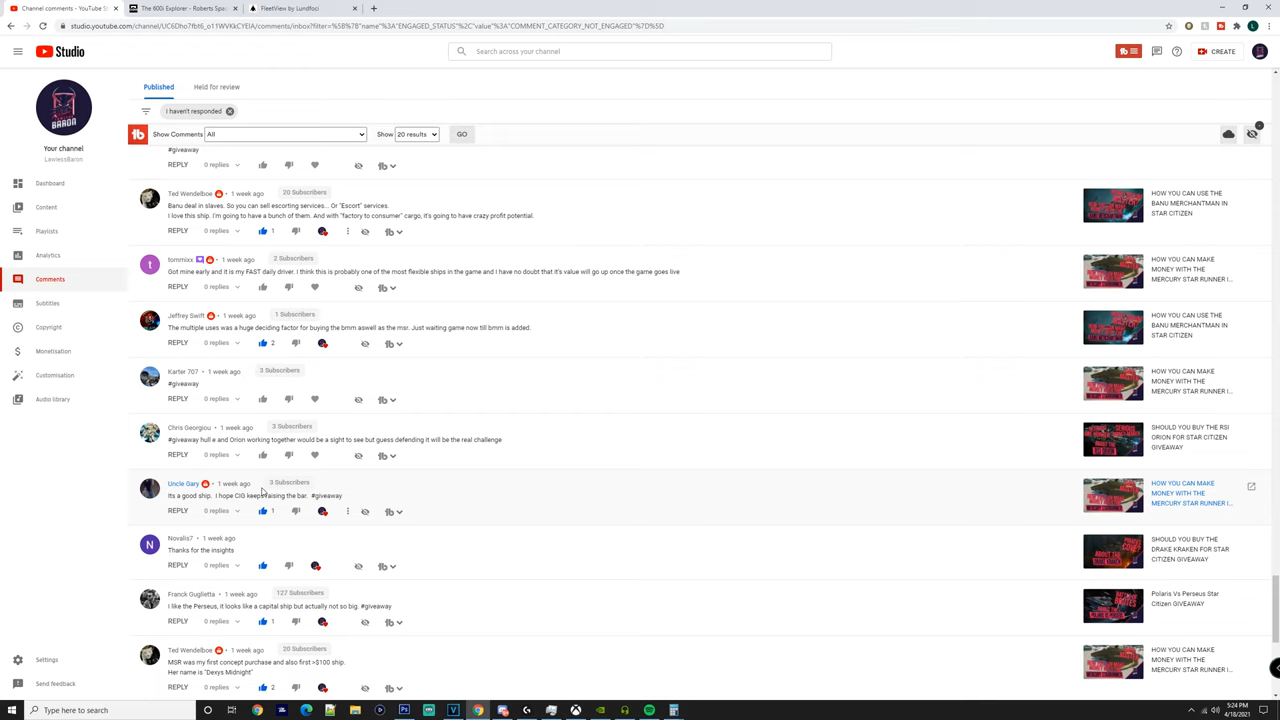 Channel comments - YouTube St
The 600i Explorer - Roberts Spa
FleetView by Lundfoci
studio.youtube.com/channel/UC6Dho7fbt6_o11WVKkCYEIA/comments/inbox?filter=%5B%7B"name"%3A"ENGAGED_STATUS"%2C"value"%3A"COMMENT_CATEGORY_NOT_ENGAGED"%7D%5D
Studio
Search across your channel
CREATE
BARON
Your channel
LawlessBaron
Dashboard
Content
Playlists
Analytics
Comments
Subtitles
Copyright
Monetisation
Customisation
Audio library
Settings
Send feedback
Published
Held for review
I haven't responded
Show Comments
All
Show
20 results
GO
#giveaway
REPLY 0 replies
Ted Wendelboe • 1 week ago 20 Subscribers
Banu deal in slaves. So you can sell escorting services... Or "Escort" services.
I love this ship. I'm going to have a bunch of them. And with "factory to consumer" cargo, it's going to have crazy profit potential.
REPLY 0 replies 1
HOW YOU CAN USE THE
BANU MERCHANTMAN IN
STAR CITIZEN
t
tommixx • 1 week ago 2 Subscribers
Got mine early and it is my FAST daily driver. I think this is probably one of the most flexible ships in the game and I have no doubt that it's value will go up once the game goes live
REPLY 0 replies
HOW YOU CAN MAKE
MONEY WITH THE
MERCURY STAR RUNNER I...
Jeffrey Swift • 1 week ago 1 Subscribers
The multiple uses was a huge deciding factor for buying the bmm aswell as the msr. Just waiting game now till bmm is added.
REPLY 0 replies 2
HOW YOU CAN USE THE
BANU MERCHANTMAN IN
STAR CITIZEN
Karter 707 • 1 week ago 3 Subscribers
#giveaway
REPLY 0 replies
HOW YOU CAN MAKE
MONEY WITH THE
MERCURY STAR RUNNER I...
Chris Georgiou • 1 week ago 3 Subscribers
#giveaway hull e and Orion working together would be a sight to see but guess defending it will be the real challenge
REPLY 0 replies
SHOULD YOU BUY THE RSI
ORION FOR STAR CITIZEN
GIVEAWAY
Uncle Gary • 1 week ago 3 Subscribers
Its a good ship. I hope CIG keeps raising the bar. #giveaway
REPLY 0 replies 1
HOW YOU CAN MAKE
MONEY WITH THE
MERCURY STAR RUNNER I...
N
Novalis7 • 1 week ago
Thanks for the insights
REPLY 0 replies
SHOULD YOU BUY THE
DRAKE KRAKEN FOR STAR
CITIZEN GIVEAWAY
Franck Guglietta • 1 week ago 127 Subscribers
I like the Perseus, it looks like a capital ship but actually not so big. #giveaway
REPLY 0 replies 1
Polaris Vs Perseus Star
Citizen GIVEAWAY
Ted Wendelboe • 1 week ago 20 Subscribers
MSR was my first concept purchase and also first >$100 ship.
Her name is "Dexys Midnight"
REPLY 0 replies 2
HOW YOU CAN MAKE
MONEY WITH THE
MERCURY STAR RUNNER I...
Type here to search
5:24 PM
4/18/2021